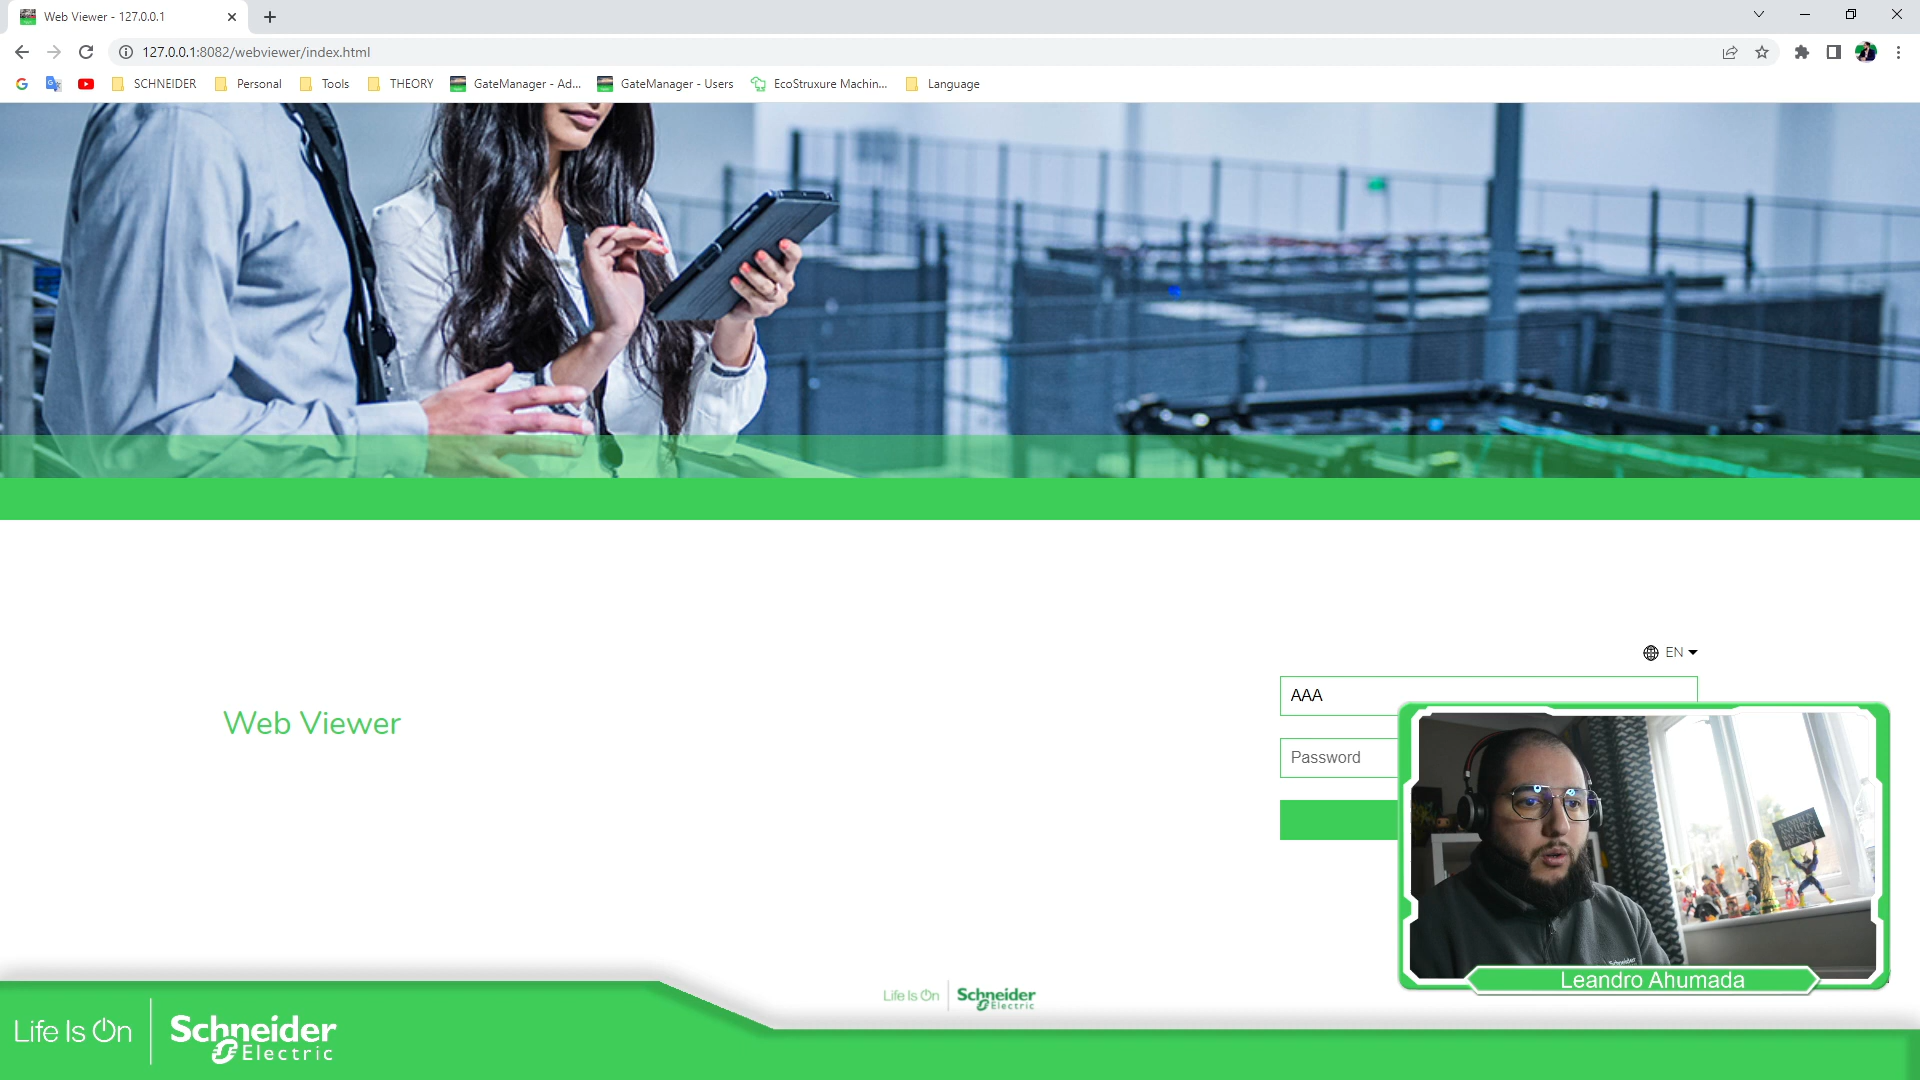 Web Viewer - 127.0.0.1
127.0.0.1:8082/webviewer/index.html
SCHNEIDER
Personal
Tools
THEORY
GateManager - Ad...
GateManager - Users
EcoStruxure Machin...
Language
EN
AAA
Web Viewer
Password
Leandro Ahumada
Life Is On
Schneider
Electric
Life Is On
Schneider
Electric